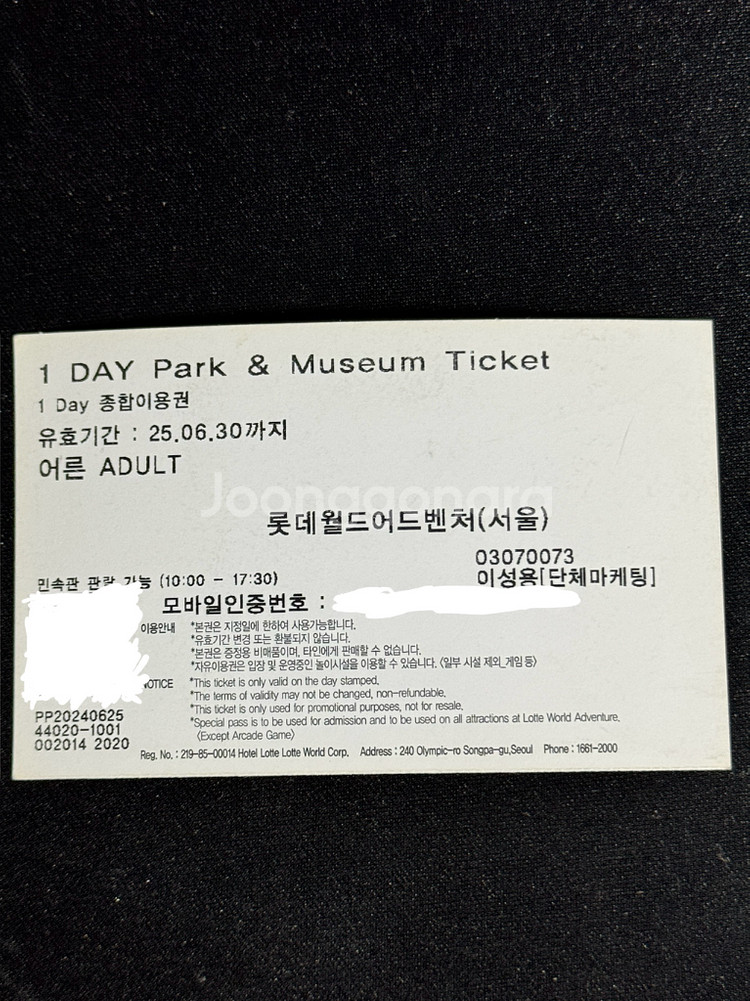 1 DAY Park & Museum Ticket
1 Day 종합이용권
유효기간 : 25.06.30까지
어른 ADULT
Joonggonara
롯데월드어드벤처(서울)
03070073
민속관 관람 가능 (10:00 - 17:30)
이성용[단체마케팅]
모바일인증번호 :
이용안내
*본권은 지정일에 한하여 사용가능합니다.
*유효기간 변경 또는 환불되지 않습니다.
*본권은 증정용 비매품이며, 타인에게 판매할 수 없습니다.
*자유이용권은 입장 및 운영중인 놀이시설을 이용할 수 있습니다. (일부 시설 제외_게임 등)
NOTICE
*This ticket is only valid on the day stamped.
*The terms of validity may not be changed, non-refundable.
*This ticket is only used for promotional purposes, not for resale.
*Special pass is to be used for admission and to be used on all attractions at Lotte World Adventure.
(Except Arcade Game)
PP20240625
44020-1001
002014 2020
Reg. No. : 219-85-00014 Hotel Lotte Lotte World Corp. Address : 240 Olympic-ro Songpa-gu,Seoul Phone : 1661-2000